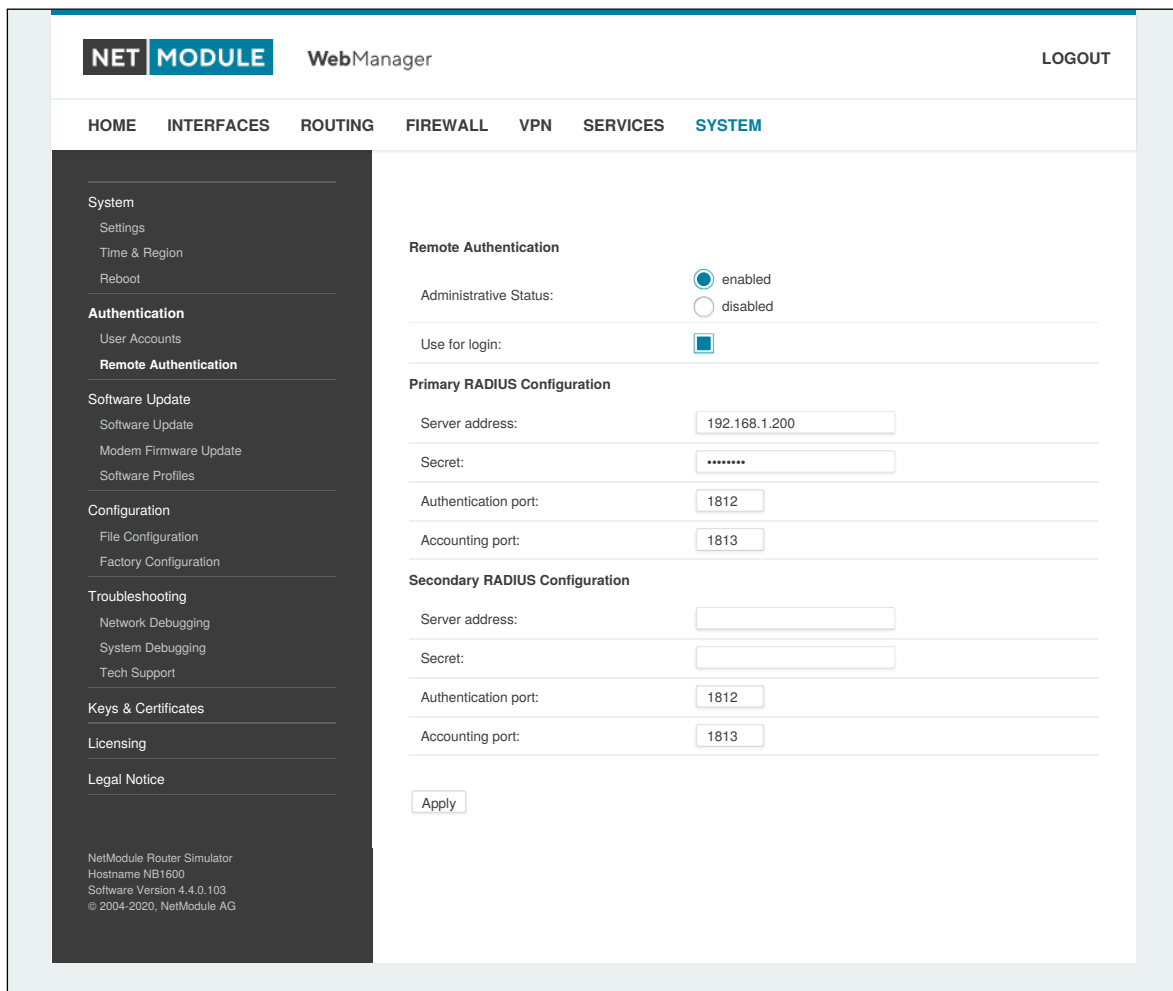 NET MODULE WebManager LOGOUT
HOME INTERFACES ROUTING FIREWALL VPN SERVICES SYSTEM
System
Settings
Time & Region
Reboot
Authentication
User Accounts
Remote Authentication
Software Update
Software Update
Modem Firmware Update
Software Profiles
Configuration
File Configuration
Factory Configuration
Troubleshooting
Network Debugging
System Debugging
Tech Support
Keys & Certificates
Licensing
Legal Notice
NetModule Router Simulator
Hostname NB1600
Software Version 4.4.0.103
© 2004-2020, NetModule AG
Remote Authentication
Administrative Status:
enabled
disabled
Use for login:
Primary RADIUS Configuration
Server address: 192.168.1.200
Secret: ••••••••
Authentication port: 1812
Accounting port: 1813
Secondary RADIUS Configuration
Server address:
Secret:
Authentication port: 1812
Accounting port: 1813
Apply